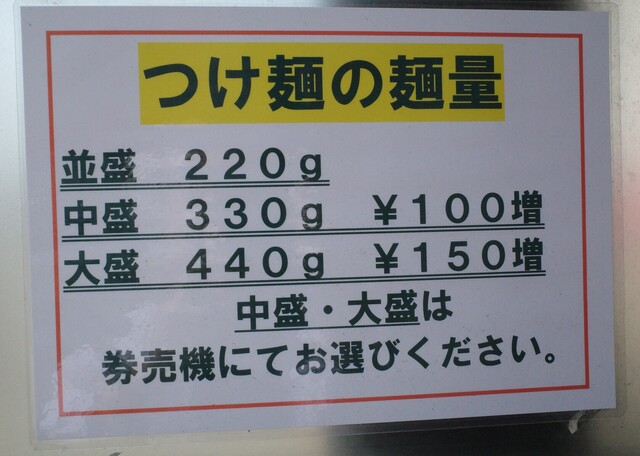 つけ麺の麺量
並盛　２２０ｇ
中盛　３３０ｇ　￥１００増
大盛　４４０ｇ　￥１５０増
中盛・大盛は
券売機にてお選びください。